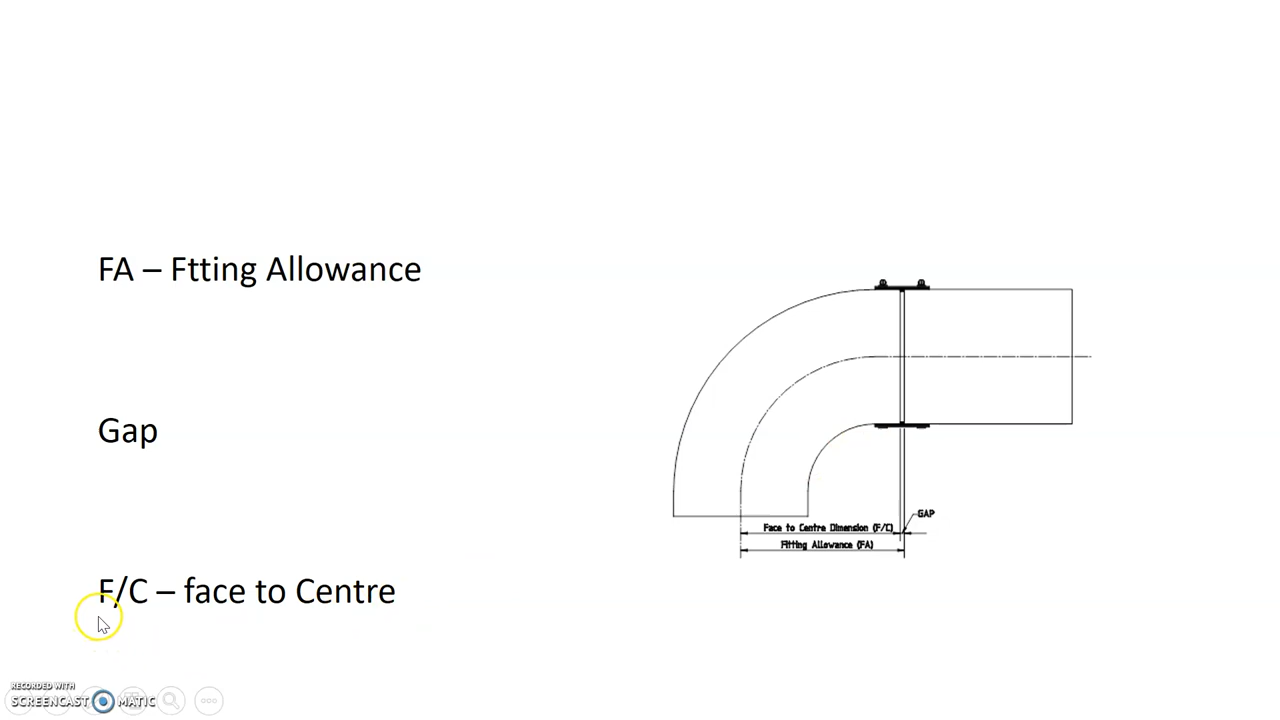 FA – Ftting Allowance
Gap
F/C – face to Centre
GAP
Face to Centre Dimension (F/C)
Fitting Allowance (FA)
RECORDED WITH
SCREENCAST MATIC